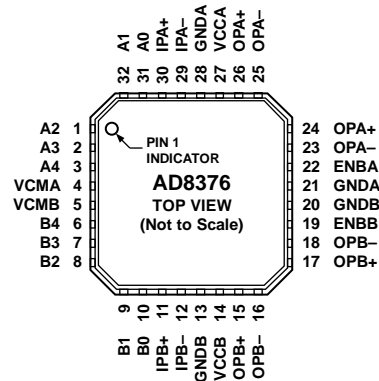 32 A1
31 A0
30 IPA+
29 IPA–
28 GNDA
27 VCCA
26 OPA+
25 OPA–
A2 1
A3 2
A4 3
VCMA 4
VCMB 5
B4 6
B3 7
B2 8
PIN 1
INDICATOR
AD8376
TOP VIEW
(Not to Scale)
24 OPA+
23 OPA–
22 ENBA
21 GNDA
20 GNDB
19 ENBB
18 OPB–
17 OPB+
B1 9
B0 10
IPB+ 11
IPB– 12
GNDB 13
VCCB 14
OPB+ 15
OPB– 16